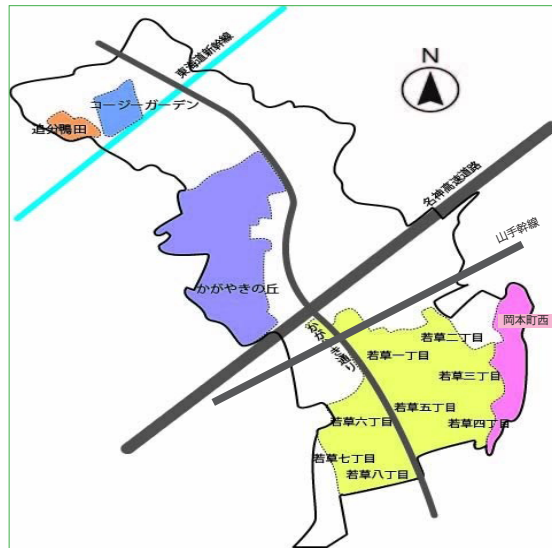 東海道新幹線
N
コージーガーデン
追分鴨田
名神高速道路
山手幹線
かがやきの丘
かがやき通り
岡本町西
若草二丁目
若草一丁目
若草三丁目
若草五丁目
若草六丁目
若草四丁目
若草七丁目
若草八丁目